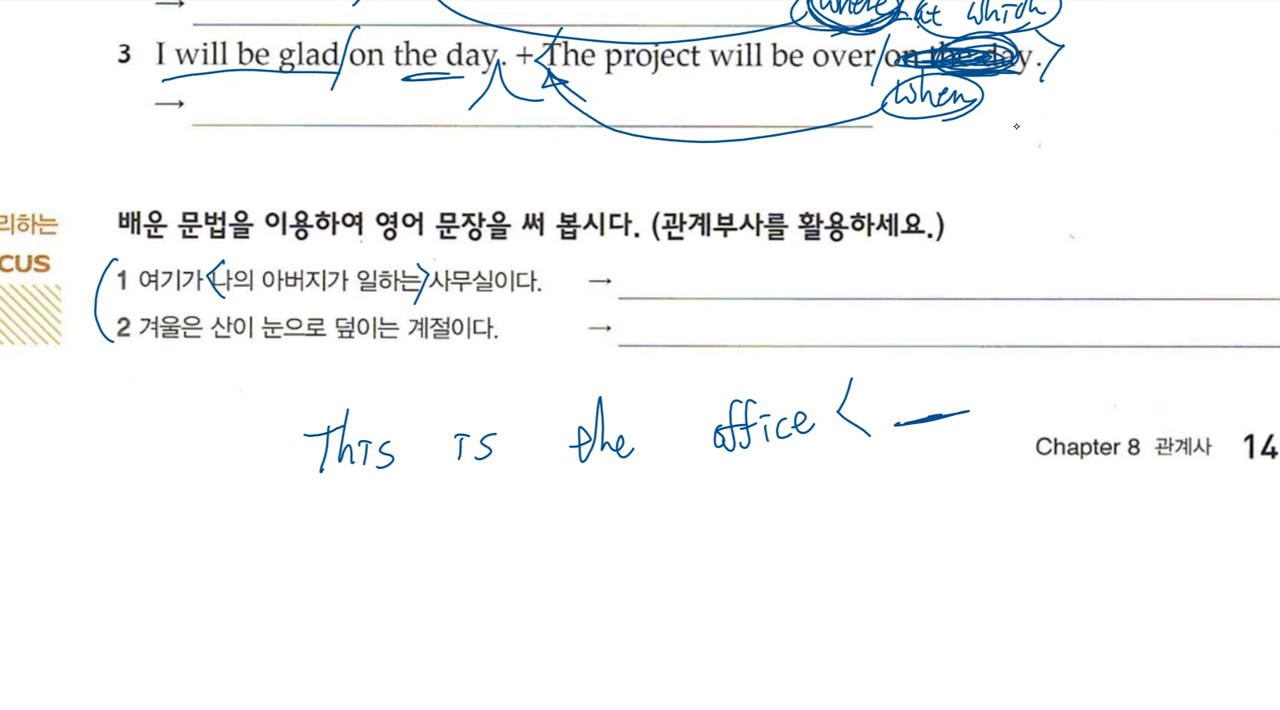 → where = at which
3 I will be glad on the day. + The project will be over on the day.
→ when
리하는 배운 문법을 이용하여 영어 문장을 써 봅시다. (관계부사를 활용하세요.)
CUS
1 여기가 나의 아버지가 일하는 사무실이다. →
2 겨울은 산이 눈으로 덮이는 계절이다. →
This is the office
Chapter 8 관계사 14